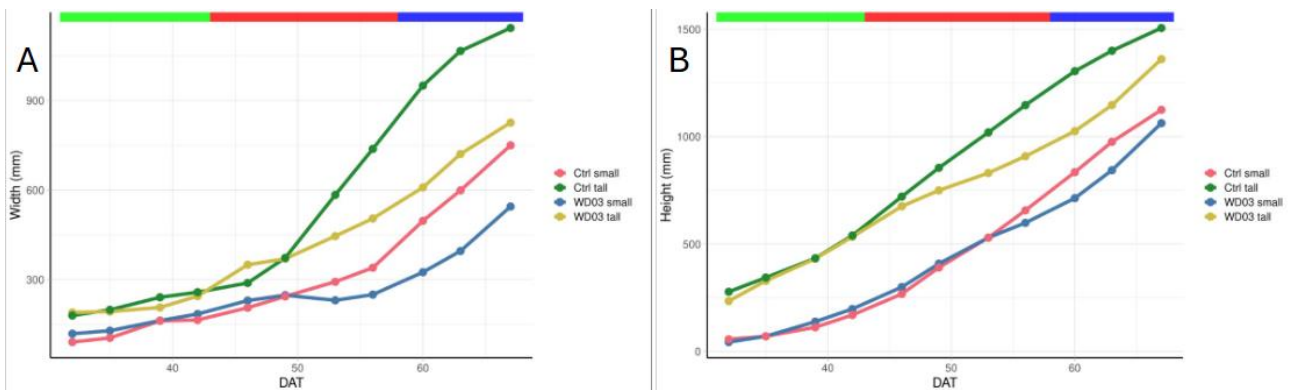 A
900
600
300
Width (mm)
40
50
60
DAT
Ctrl small
Ctrl tall
WD03 small
WD03 tall
B
1500
1000
500
0
Height (mm)
40
50
60
DAT
Ctrl small
Ctrl tall
WD03 small
WD03 tall